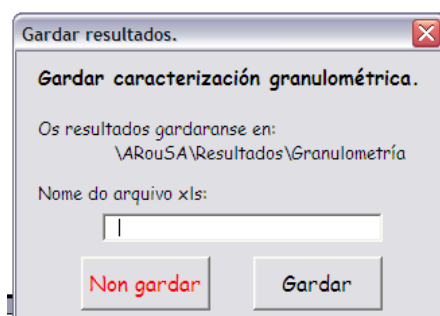 Gardar resultados.
Gardar caracterización granulométrica.
Os resultados gardaranse en:
\ARouSA\Resultados\Granulometría
Nome do arquivo xls:
Non gardar Gardar